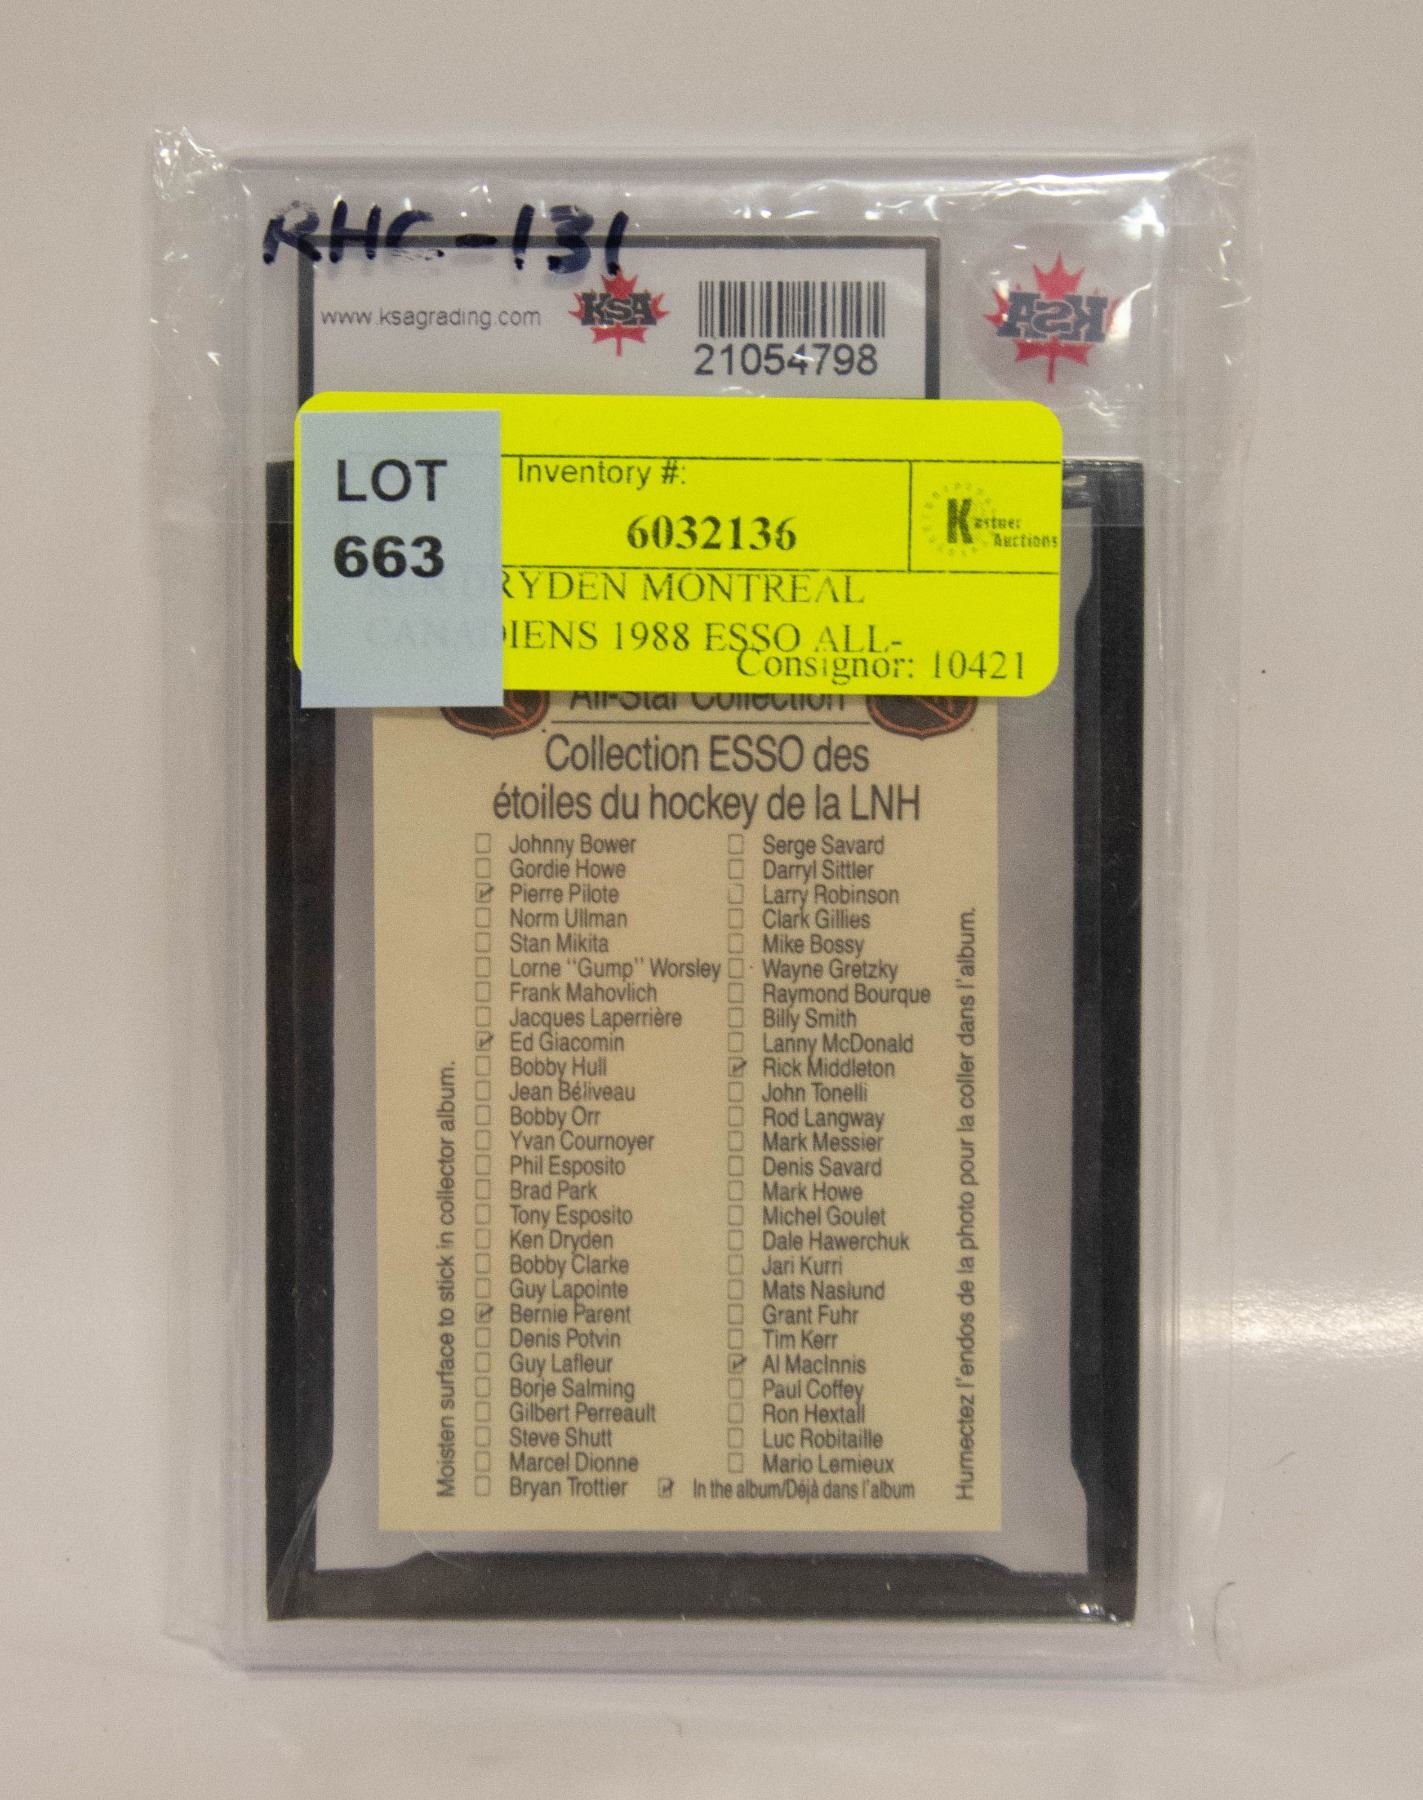 RHC-131
www.ksagrading.com KSA
21054798
KSA
LOT
663
Inventory #:
6032136
Kastner
Auctions
DRYDEN MONTREAL
CANADIENS 1988 ESSO ALL-
Consignor: 10421
All-Star Collection
Collection ESSO des
étoiles du hockey de la LNH
Johnny Bower
Gordie Howe
Pierre Pilote
Norm Ullman
Stan Mikita
Lorne "Gump" Worsley
Frank Mahovlich
Jacques Laperrière
Ed Giacomin
Bobby Hull
Jean Béliveau
Bobby Orr
Yvan Cournoyer
Phil Esposito
Brad Park
Tony Esposito
Ken Dryden
Bobby Clarke
Guy Lapointe
Bernie Parent
Denis Potvin
Guy Lafleur
Borje Salming
Gilbert Perreault
Steve Shutt
Marcel Dionne
Bryan Trottier
Serge Savard
Darryl Sittler
Larry Robinson
Clark Gillies
Mike Bossy
Wayne Gretzky
Raymond Bourque
Billy Smith
Lanny McDonald
Rick Middleton
John Tonelli
Rod Langway
Mark Messier
Denis Savard
Mark Howe
Michel Goulet
Dale Hawerchuk
Jari Kurri
Mats Naslund
Grant Fuhr
Tim Kerr
Al MacInnis
Paul Coffey
Ron Hextall
Luc Robitaille
Mario Lemieux
In the album/Déjà dans l'album
Moisten surface to stick in collector album.
Humectez l'endos de la photo pour la coller dans l'album.